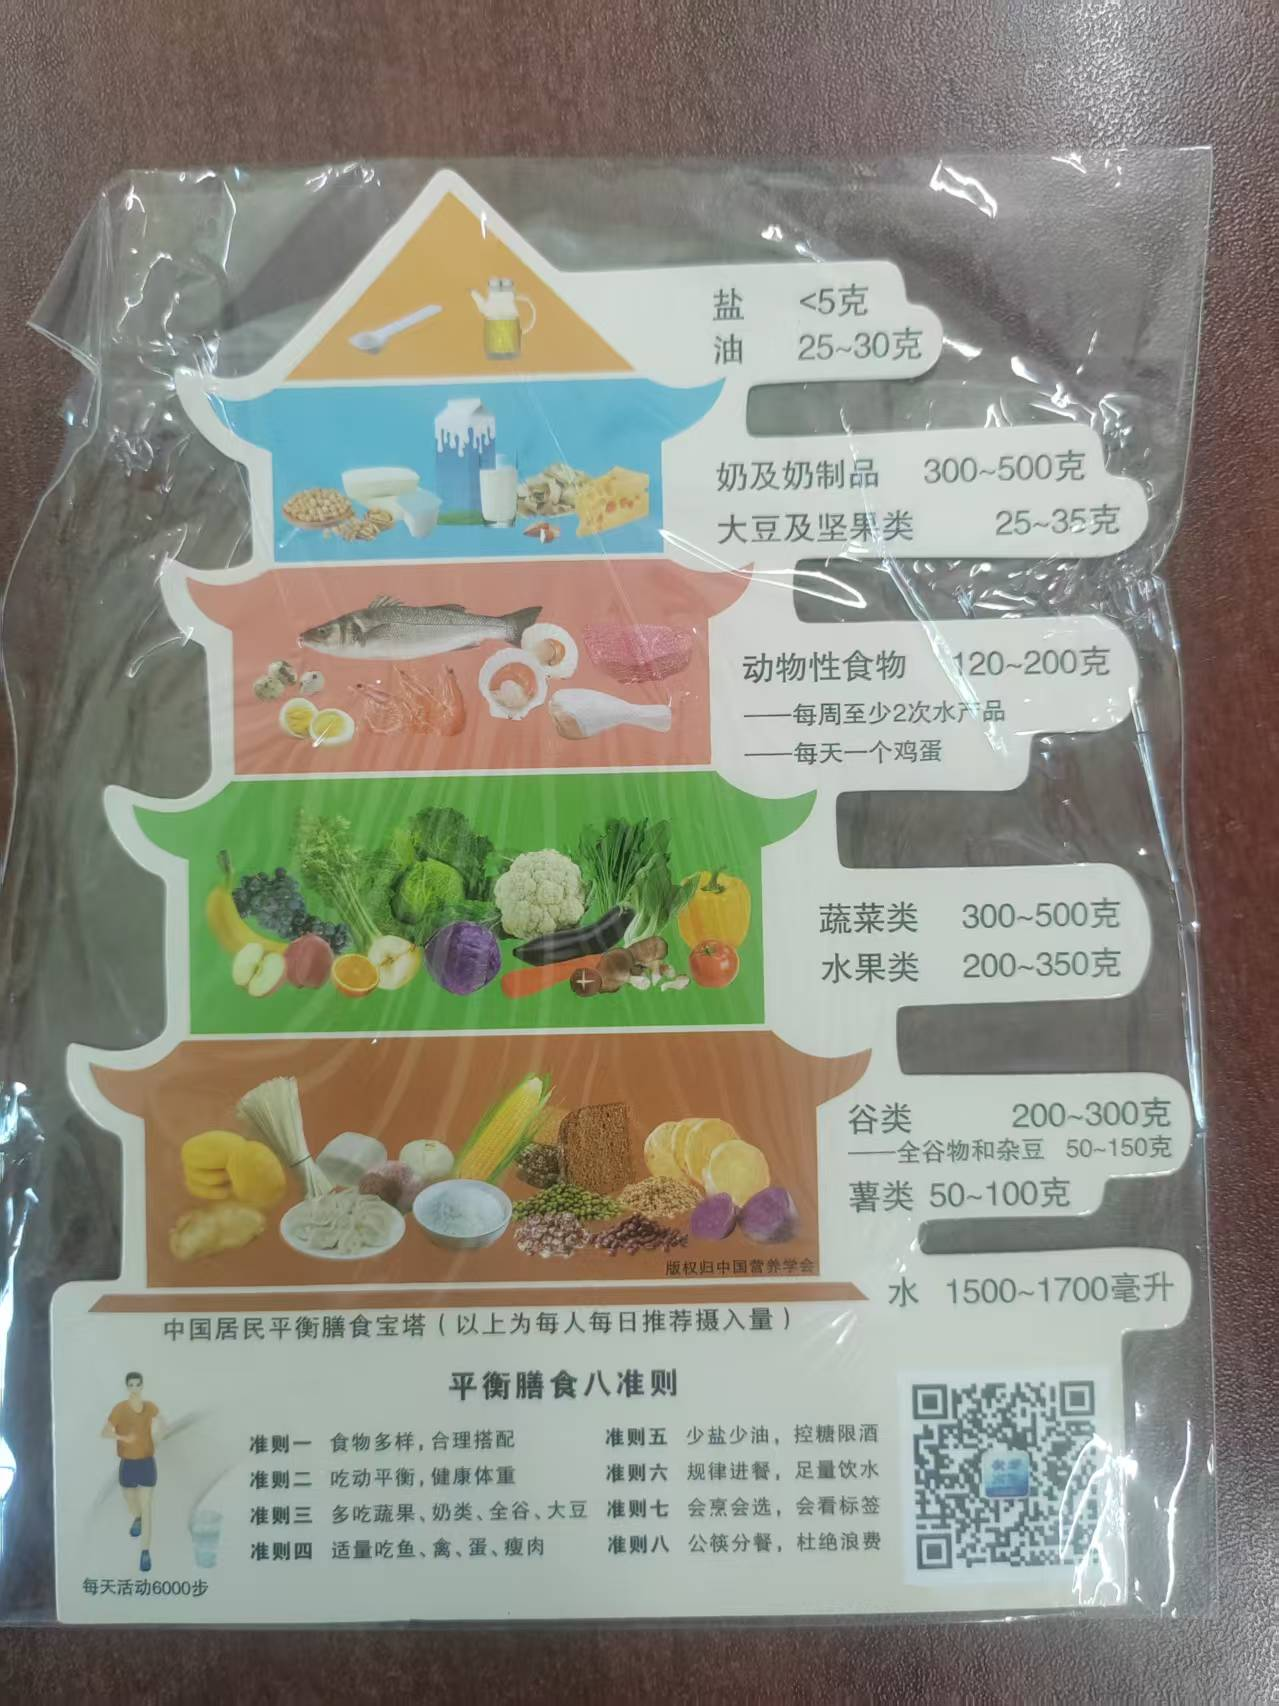 盐 <5克
油 25~30克
奶及奶制品 300~500克
大豆及坚果类 25~35克
动物性食物 120~200克
——每周至少2次水产品
——每天一个鸡蛋
蔬菜类 300~500克
水果类 200~350克
谷类 200~300克
——全谷物和杂豆 50~150克
薯类 50~100克
版权归中国营养学会
水 1500~1700毫升
中国居民平衡膳食宝塔（以上为每人每日推荐摄入量）
平衡膳食八准则
准则一 食物多样,合理搭配
准则二 吃动平衡,健康体重
准则三 多吃蔬果、奶类、全谷、大豆
准则四 适量吃鱼、禽、蛋、瘦肉
准则五 少盐少油，控糖限酒
准则六 规律进餐，足量饮水
准则七 会烹会选，会看标签
准则八 公筷分餐，杜绝浪费
每天活动6000步